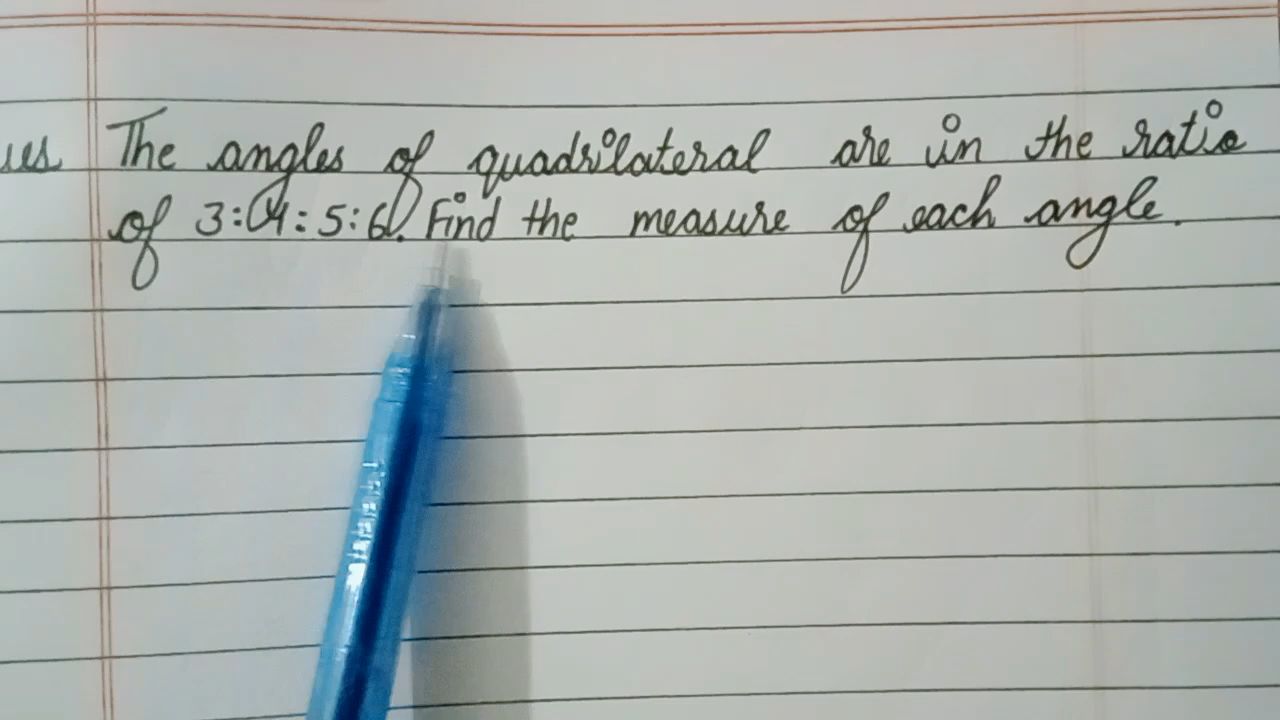 ues The angles of quadrilateral are in the ratio
of 3:(4:5:6). Find the measure of each angle.